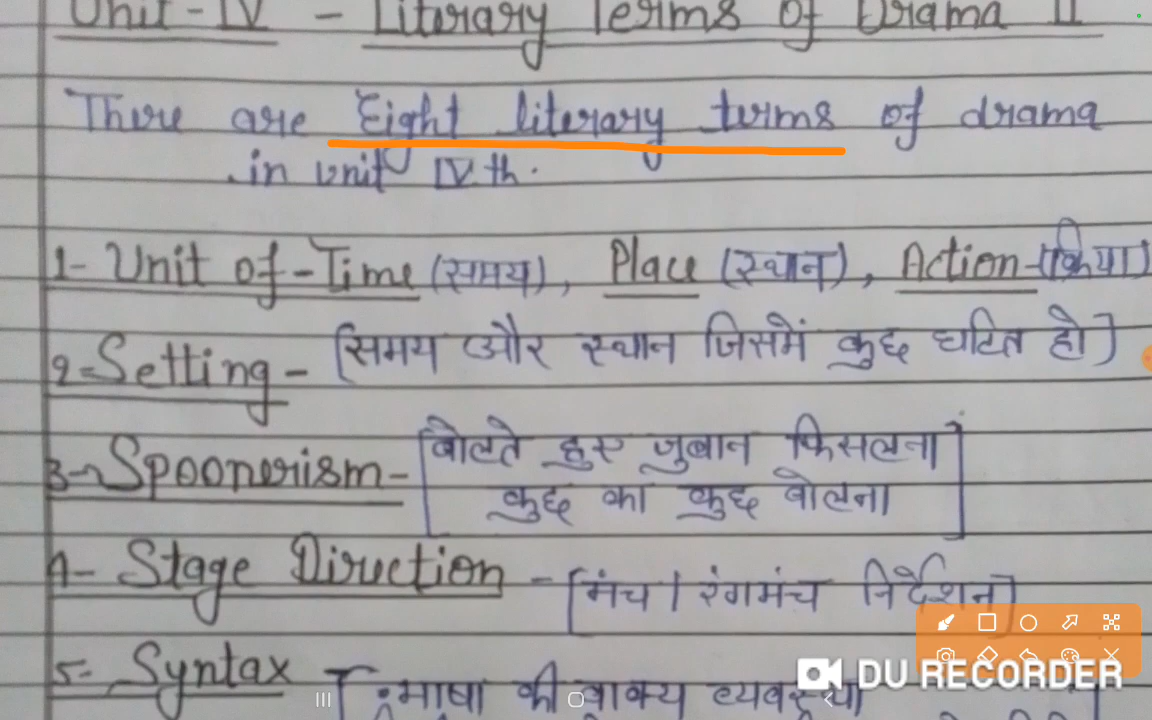 Unit-IV - Literary Terms Of Drama II
There are Eight literary terms of drama
in unit IVth.
1- Unit of-Time (समय), Place (स्थान), Action-(क्रिया)
2-Setting- [समय और स्थान जिसमें कुछ घटित हो]
3-Spoonerism- [बोलते हुए जुबान फिसलना
कुछ का कुछ बोलना]
4- Stage Direction - [मंच। रंगमंच निर्देशन]
5- Syntax [भाषा की वाक्य व्यवस्था
DU RECORDER